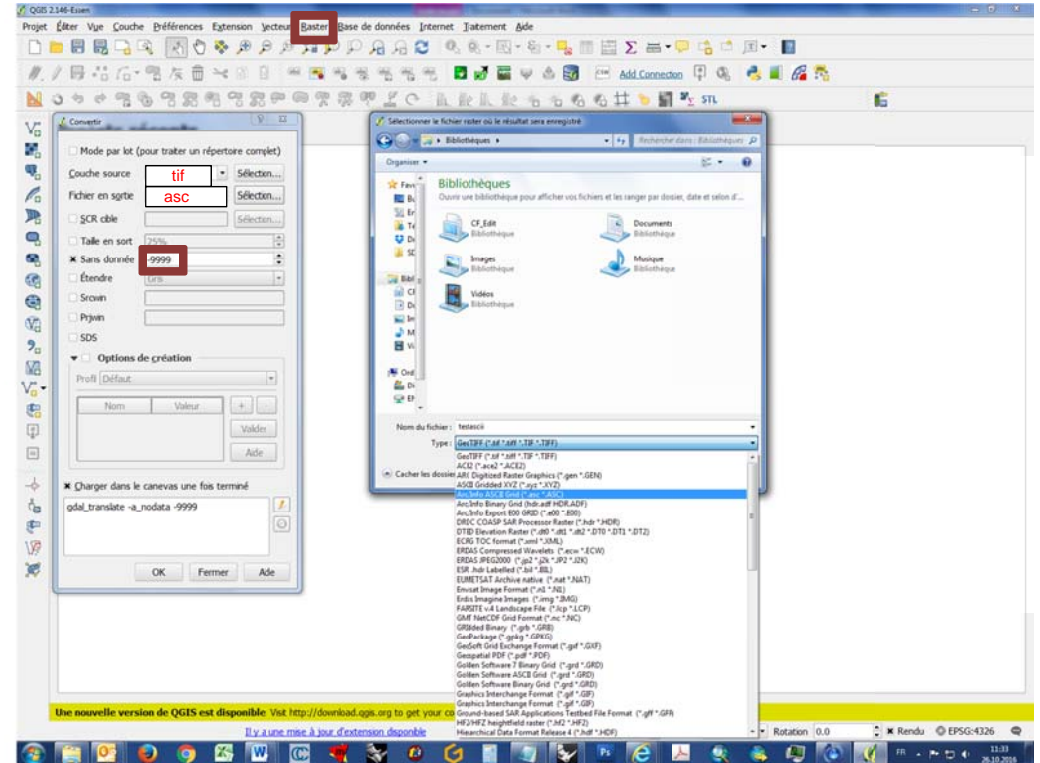 QGIS 2.14.6-Essen
Projet Éditer Vue Couche Préférences Extension Vecteur Raster Base de données Internet Traitement Aide
Add Connection
STL
Convertir
Mode par lot (pour traiter un répertoire complet)
Couche source tif Sélection...
Fichier en sortie asc Sélection...
SCR cible Sélection...
Taille en sort 25%
Sans donnée -9999
Étendre Gris
Srcwin
Prjwin
SDS
Options de création
Profil Défaut
Nom Valeur + -
Valider
Aide
Charger dans le canevas une fois terminé
gdal_translate -a_nodata -9999
OK Fermer Aide
Sélectionner le fichier raster où le résultat sera enregistré
Bibliothèques
Rechercher dans : Bibliothèques
Organiser
Bibliothèques
Ouvrir une bibliothèque pour afficher vos fichiers et les ranger par dossier, date et selon d'...
CF_Edit
Bibliothèque
Documents
Bibliothèque
Images
Bibliothèque
Musique
Bibliothèque
Vidéos
Bibliothèque
Nom du fichier : testascii
Type : GeoTIFF (*.tif *.tiff *.TIF *.TIFF)
Cacher les dossiers
GeoTIFF (*.tif *.tiff *.TIF *.TIFF)
ACE2 (*.ace2 *.ACE2)
ARC Digitized Raster Graphics (*.gen *.GEN)
ASCII Gridded XYZ (*.xyz *.XYZ)
Arc/Info ASCII Grid (*.asc *.ASC)
Arc/Info Binary Grid (hdr.adf HDR.ADF)
Arc/Info Export E00 GRID (*.e00 *.E00)
DRDC COASP SAR Processor Raster (*.hdr *.HDR)
DTED Elevation Raster (*.dt0 *.dt1 *.dt2 *.DT0 *.DT1 *.DT2)
ECRG TOC format (*.xml *.XML)
ERDAS Compressed Wavelets (*.ecw *.ECW)
ERDAS JPEG2000 (*.jp2 *.j2k *.JP2 *.J2K)
ESRI .hdr Labelled (*.bil *.BIL)
EUMETSAT Archive native (*.nat *.NAT)
Envisat Image Format (*.n1 *.N1)
Erdas Imagine Images (*.img *.IMG)
FARSITE v.4 Landscape File (*.lcp *.LCP)
GMT NetCDF Grid Format (*.nc *.NC)
GRIdded Binary (*.grb *.GRB)
GeoPackage (*.gpkg *.GPKG)
GeoSoft Grid Exchange Format (*.gxf *.GXF)
Geospatial PDF (*.pdf *.PDF)
Golden Software 7 Binary Grid (*.grd *.GRD)
Golden Software ASCII Grid (*.grd *.GRD)
Golden Software Binary Grid (*.grd *.GRD)
Graphics Interchange Format (*.gif *.GIF)
Graphics Interchange Format (*.gif *.GIF)
Ground-based SAR Applications Testbed File Format (*.gff *.GFF)
HF2/HFZ heightfield raster (*.hf2 *.HF2)
Hierarchical Data Format Release 4 (*.hdf *.HDF)
Une nouvelle version de QGIS est disponible Visit http://download.qgis.org to get your co
Il y a une mise à jour d'extension disponible
Rotation 0.0 Rendu EPSG:4326
FR 11:33
26.10.2016